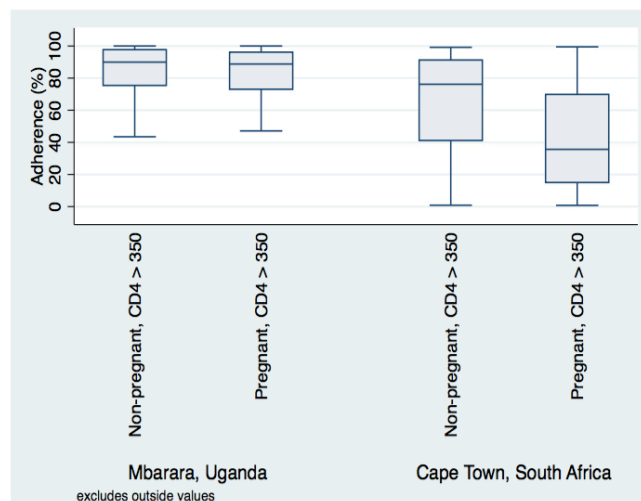 Adherence (%)
100
80
60
40
20
0
Non-pregnant, CD4 > 350
Pregnant, CD4 > 350
Non-pregnant, CD4 > 350
Pregnant, CD4 > 350
Mbarara, Uganda
Cape Town, South Africa
excludes outside values